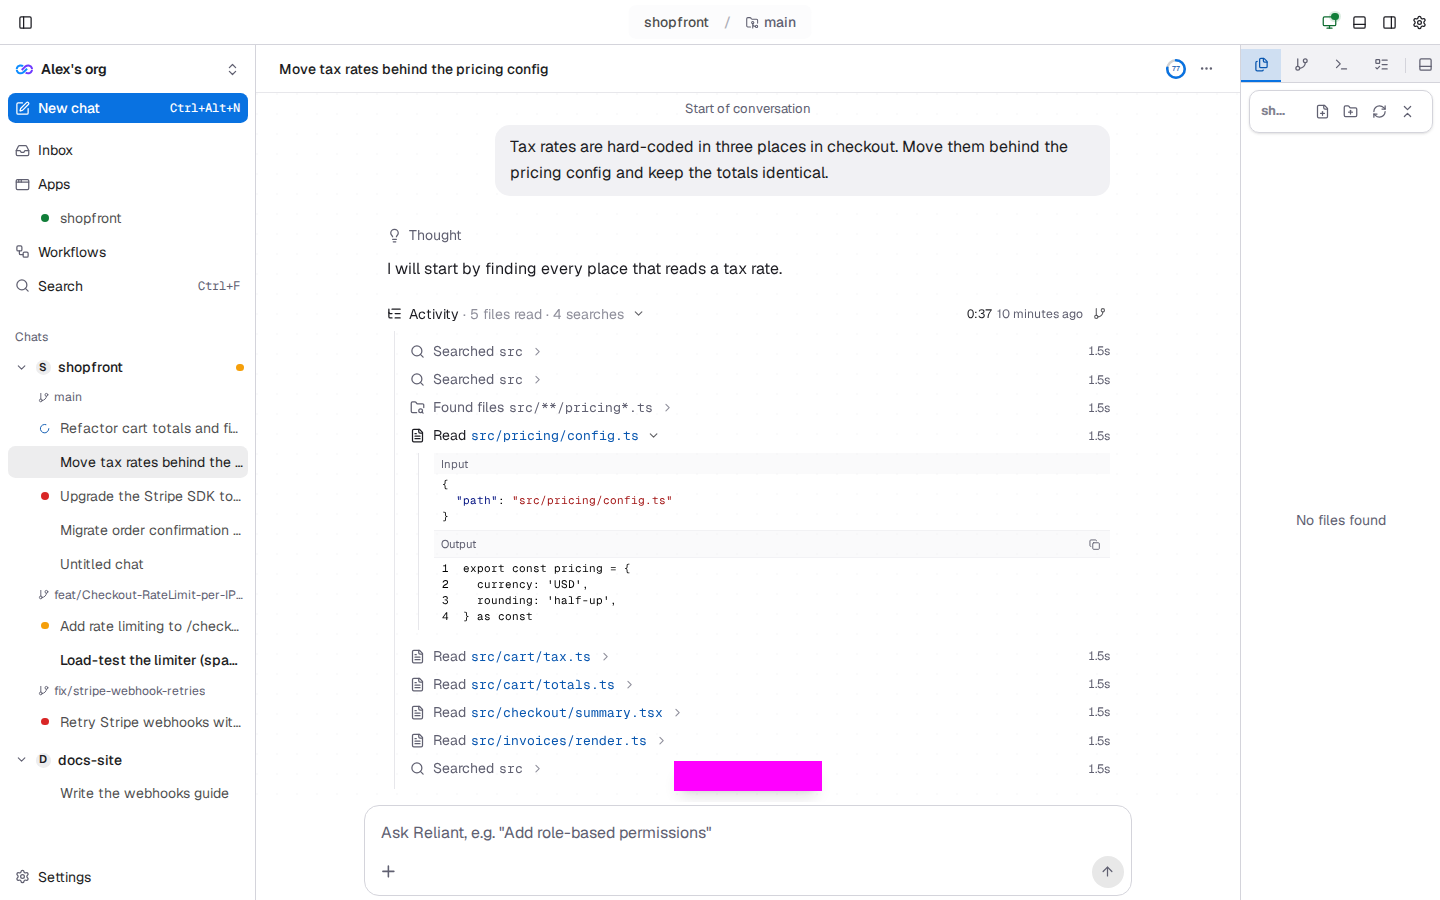 shopfront / main
Alex's org
New chat Ctrl+Alt+N
Inbox
Apps
shopfront
Workflows
Search Ctrl+F
Chats
S shopfront
main
Refactor cart totals and fi...
Move tax rates behind the ...
Upgrade the Stripe SDK to...
Migrate order confirmation ...
Untitled chat
feat/Checkout-RateLimit-per-IP...
Add rate limiting to /check...
Load-test the limiter (spa...
fix/stripe-webhook-retries
Retry Stripe webhooks wit...
D docs-site
Write the webhooks guide
Settings
Move tax rates behind the pricing config
77
Start of conversation
Tax rates are hard-coded in three places in checkout. Move them behind the
pricing config and keep the totals identical.
Thought
I will start by finding every place that reads a tax rate.
Activity · 5 files read · 4 searches 0:37 10 minutes ago
Searched src 1.5s
Searched src 1.5s
Found files src/**/pricing*.ts 1.5s
Read src/pricing/config.ts 1.5s
Input
{
"path": "src/pricing/config.ts"
}
Output
1 export const pricing = {
2 currency: 'USD',
3 rounding: 'half-up',
4 } as const
Read src/cart/tax.ts 1.5s
Read src/cart/totals.ts 1.5s
Read src/checkout/summary.tsx 1.5s
Read src/invoices/render.ts 1.5s
Searched src 1.5s
Ask Reliant, e.g. "Add role-based permissions"
sh...
No files found